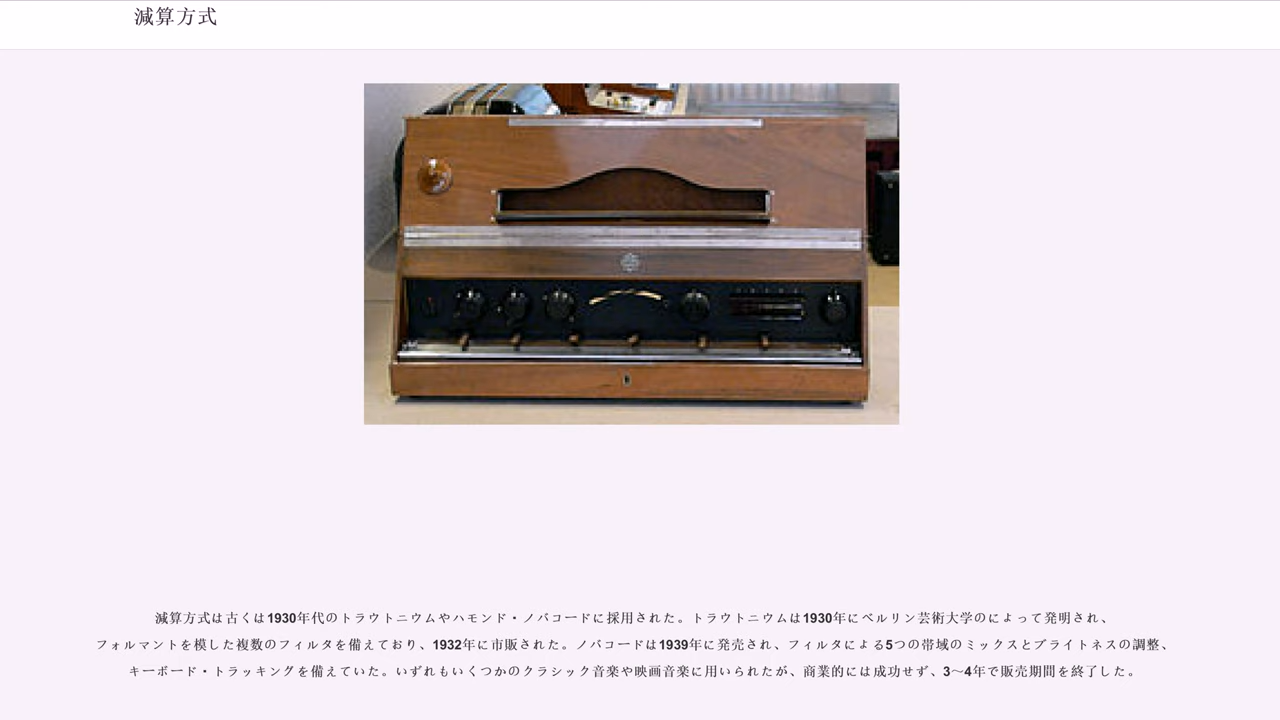 減算方式
減算方式は古くは1930年代のトラウトニウムやハモンド・ノバコードに採用された。トラウトニウムは1930年にベルリン芸術大学のによって発明され、
フォルマントを模した複数のフィルタを備えており、1932年に市販された。ノバコードは1939年に発売され、フィルタによる5つの帯域のミックスとブライトネスの調整、
キーボード・トラッキングを備えていた。いずれもいくつかのクラシック音楽や映画音楽に用いられたが、商業的には成功せず、3～4年で販売期間を終了した。